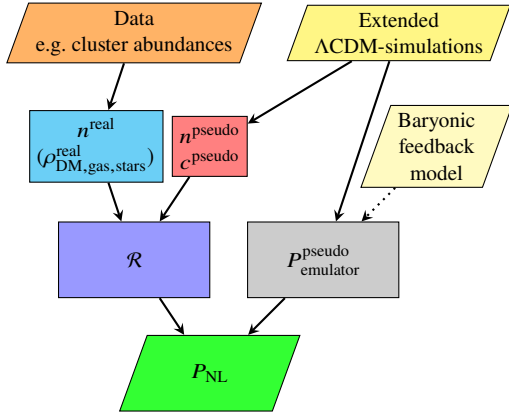 Data
e.g. cluster abundances
Extended
ΛCDM-simulations
n^real
(ρ^real_DM,gas,stars)
n^pseudo
c^pseudo
Baryonic
feedback
model
ℛ
P^pseudo_emulator
P_NL